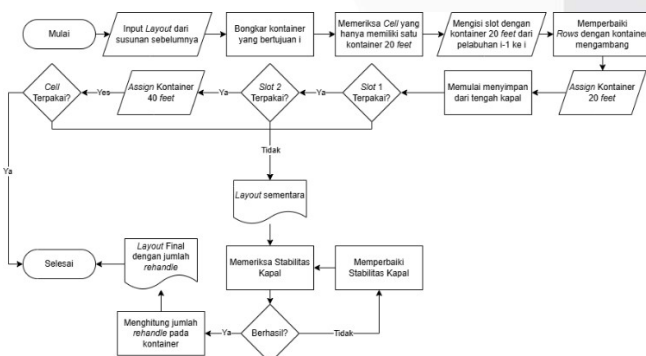 Mulai
Input Layout dari
susunan sebelumnya
Bongkar kontainer
yang bertujuan i
Memeriksa Cell yang
hanya memiliki satu
kontainer 20 feet
Mengisi slot dengan
kontainer 20 feet dari
pelabuhan i-1 ke i
Memperbaiki
Rows dengan kontainer
mengambang
Cell
Terpakai?
Yes
Assign Kontainer
40 feet
Ya
Slot 2
Terpakai?
Ya
Slot 1
Terpakai?
Memulai menyimpan
dari tengah kapal
Assign Kontainer
20 feet
Tidak
Ya
Layout sementara
Selesai
Layout Final
dengan jumlah
rehandle
Memeriksa Stabilitas
Kapal
Memperbaiki
Stabilitas Kapal
Menghitung jumlah
rehandle pada
kontainer
Ya
Berhasil?
Tidak